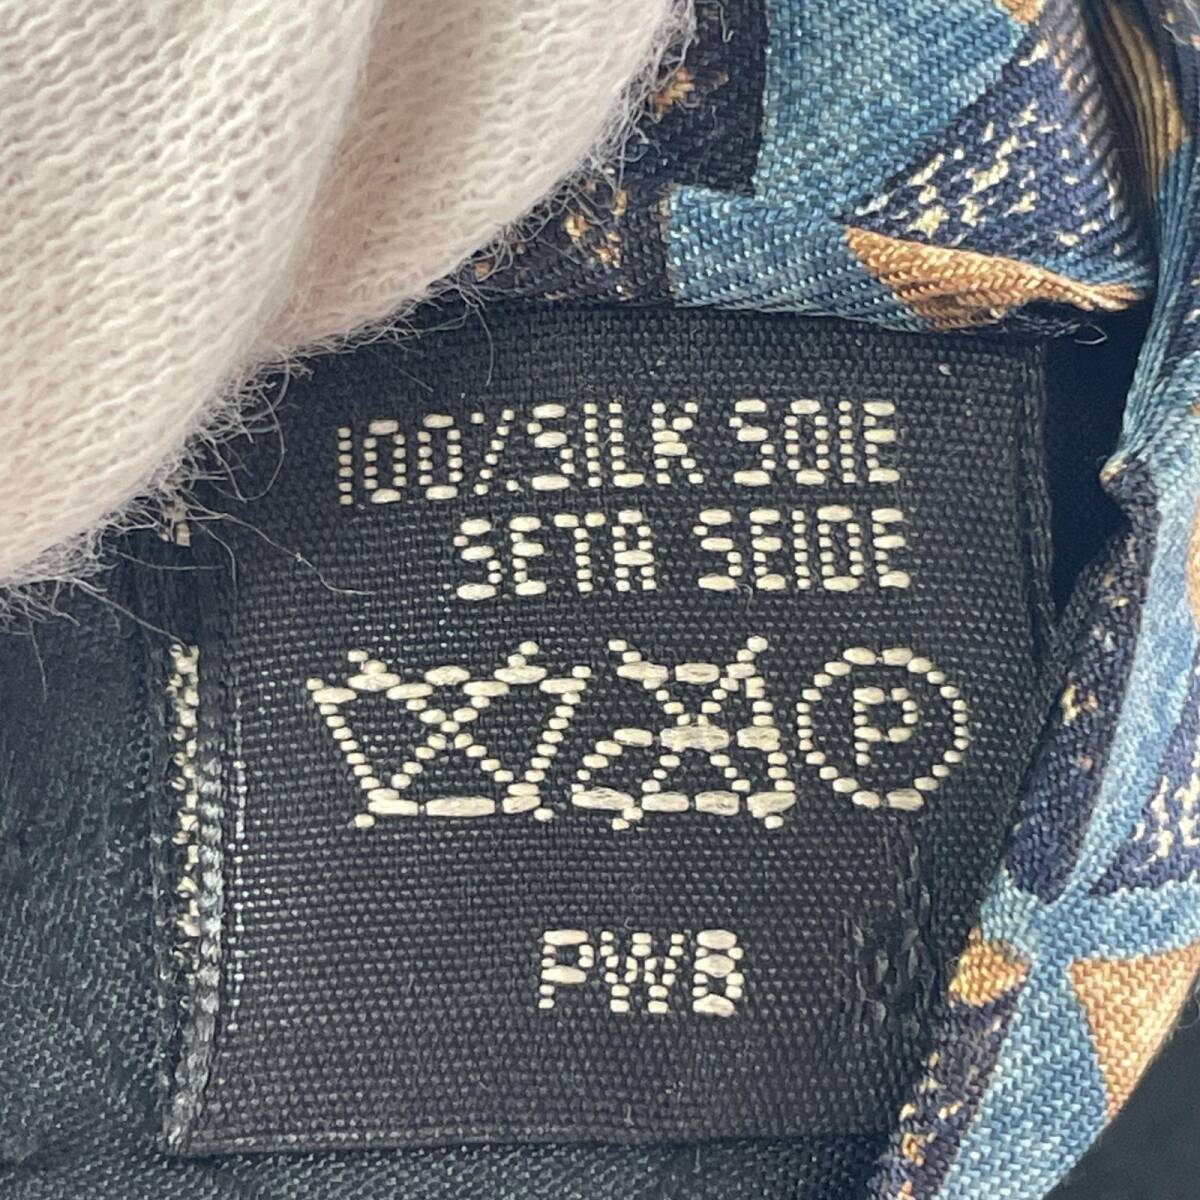 100%SILK SOIE
SETA SEIDE
P
PWB